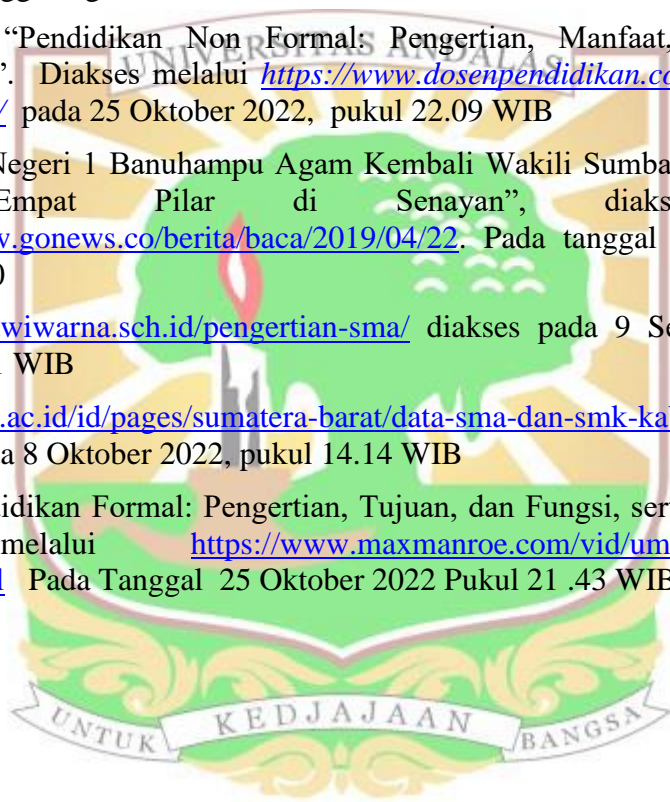 “Pendidikan Non Formal: Pengertian, Manfaat,
UNIVERSITAS ANDALAS
”. Diakses melalui https://www.dosenpendidikan.co
/ pada 25 Oktober 2022, pukul 22.09 WIB
Negeri 1 Banuhampu Agam Kembali Wakili Sumba
Empat Pilar di Senayan”, diaks
w.gonews.co/berita/baca/2019/04/22. Pada tanggal
0
wiwarna.sch.id/pengertian-sma/ diakses pada 9 Se
WIB
.ac.id/id/pages/sumatera-barat/data-sma-dan-smk-ka
a 8 Oktober 2022, pukul 14.14 WIB
didikan Formal: Pengertian, Tujuan, dan Fungsi, ser
melalui https://www.maxmanroe.com/vid/um
l Pada Tanggal 25 Oktober 2022 Pukul 21 .43 WIB
UNTUK KEDJAJAAN BANGSA